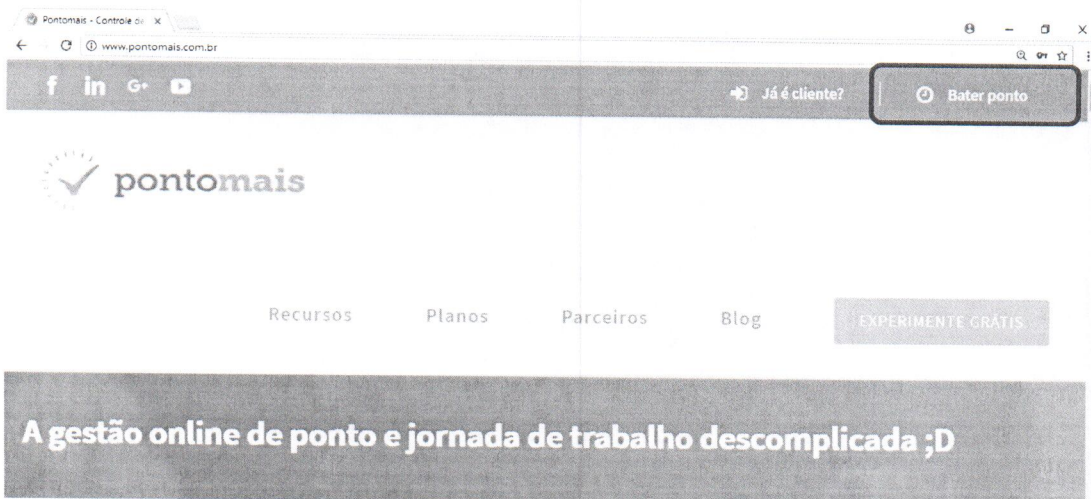 Pontomais - Controle de
www.pontomais.com.br
f in G+
Já é cliente?
Bater ponto
pontomais
Recursos Planos Parceiros Blog EXPERIMENTE GRÁTIS
A gestão online de ponto e jornada de trabalho descomplicada ;D